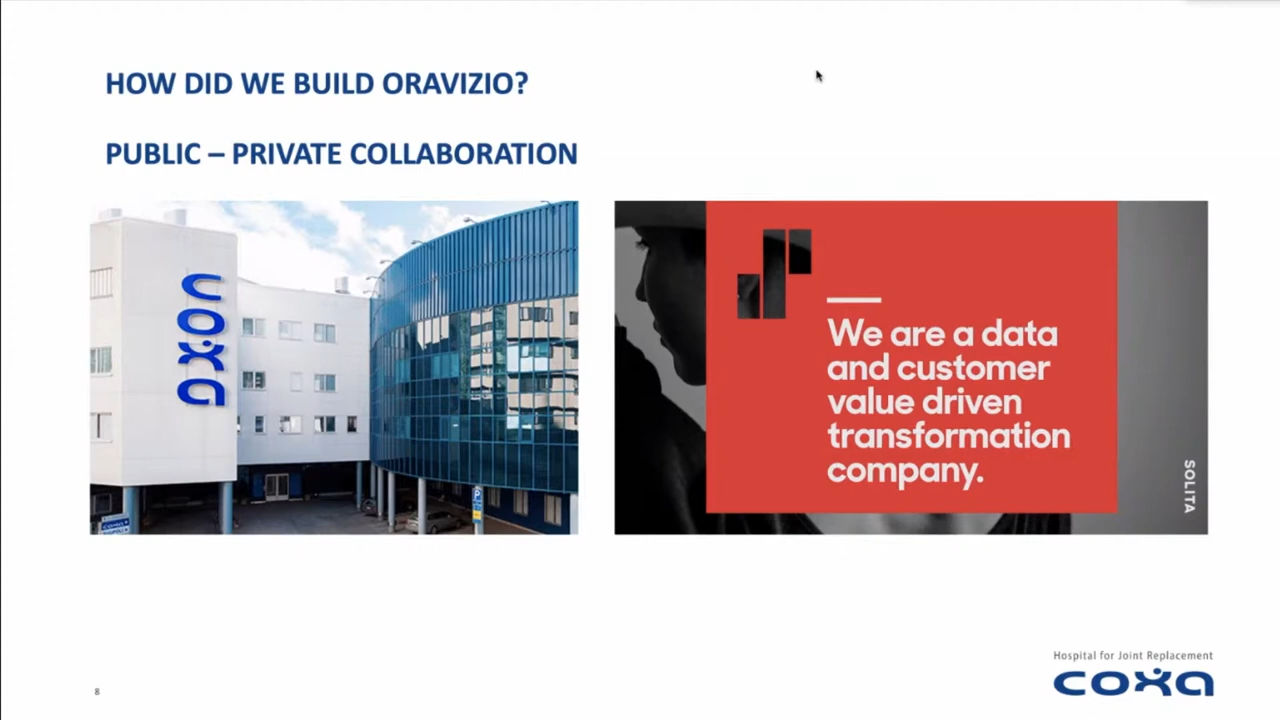 HOW DID WE BUILD ORAVIZIO?
PUBLIC – PRIVATE COLLABORATION
coxa
P
We are a data
and customer
value driven
transformation
company.
SOLITA
Hospital for Joint Replacement
coxa
8